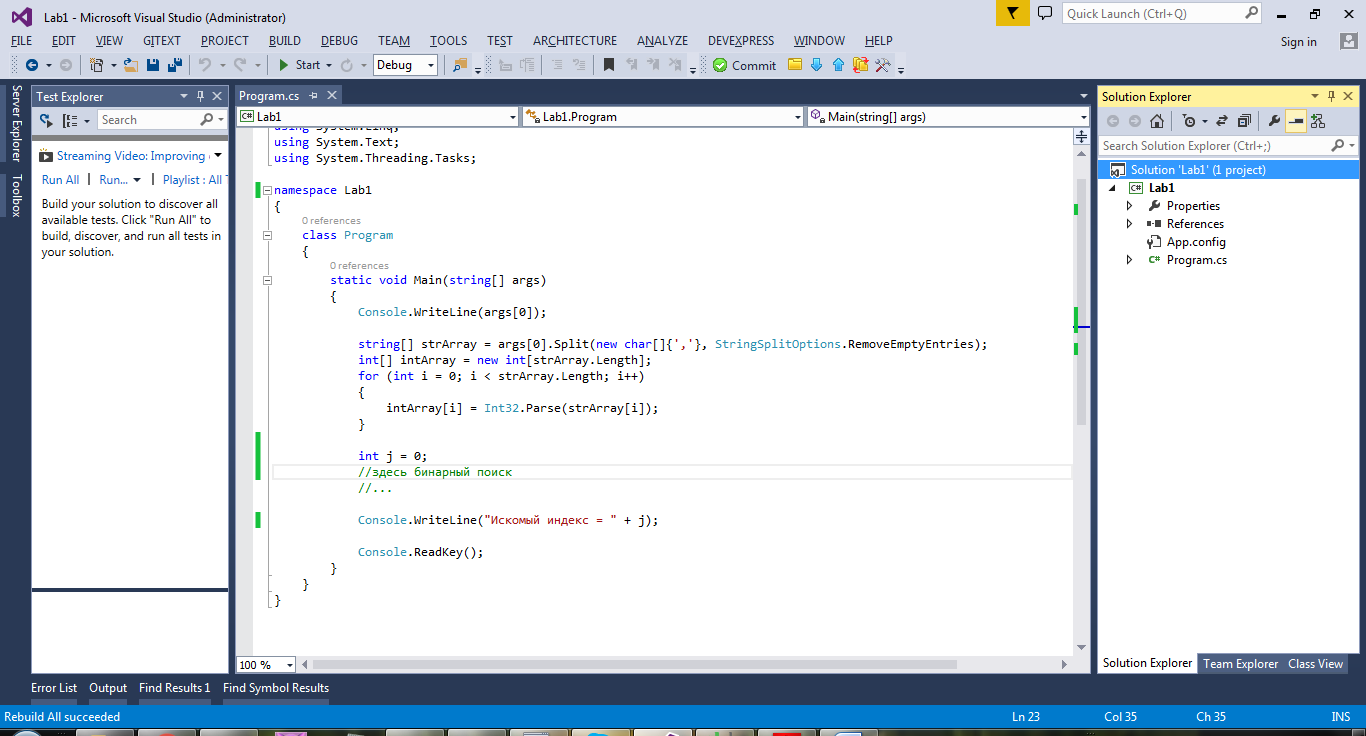 Lab1 - Microsoft Visual Studio (Administrator)
Quick Launch (Ctrl+Q)
FILE EDIT VIEW GITEXT PROJECT BUILD DEBUG TEAM TOOLS TEST ARCHITECTURE ANALYZE DEVEXPRESS WINDOW HELP
Sign in
Start Debug Commit
Server Explorer
Toolbox
Test Explorer
Search
Streaming Video: Improving
Run All | Run... | Playlist : All
Build your solution to discover all
available tests. Click "Run All" to
build, discover, and run all tests in
your solution.
Program.cs
Lab1
Lab1.Program
Main(string[] args)
using System.Linq;
using System.Text;
using System.Threading.Tasks;
namespace Lab1
{
0 references
class Program
{
0 references
static void Main(string[] args)
{
Console.WriteLine(args[0]);
string[] strArray = args[0].Split(new char[]{','}, StringSplitOptions.RemoveEmptyEntries);
int[] intArray = new int[strArray.Length];
for (int i = 0; i < strArray.Length; i++)
{
intArray[i] = Int32.Parse(strArray[i]);
}
int j = 0;
//здесь бинарный поиск
//...
Console.WriteLine("Искомый индекс = " + j);
Console.ReadKey();
}
}
}
100 %
Solution Explorer
Search Solution Explorer (Ctrl+;)
Solution 'Lab1' (1 project)
Lab1
Properties
References
App.config
Program.cs
Solution Explorer Team Explorer Class View
Error List Output Find Results 1 Find Symbol Results
Rebuild All succeeded
Ln 23 Col 35 Ch 35 INS